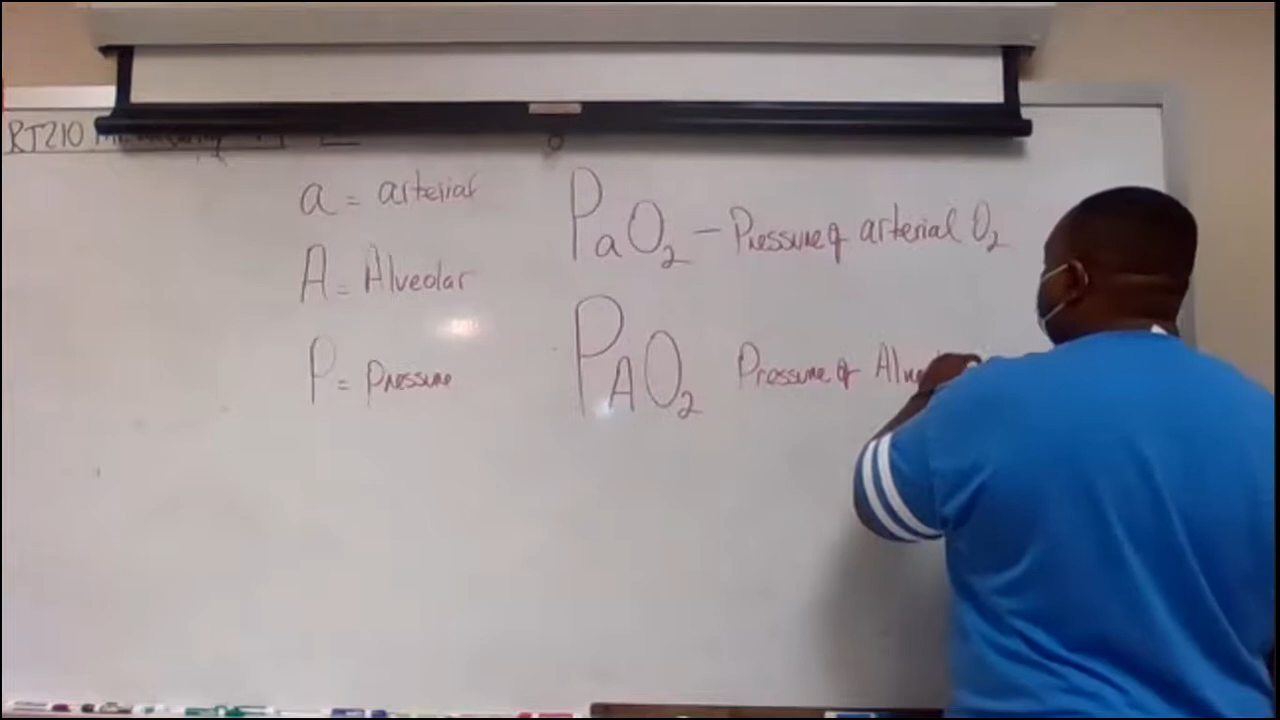 RT210
a = arterial
A = Alveolar
P = Pressure
PaO2 – Pressure of arterial O2
PAO2 Pressure of